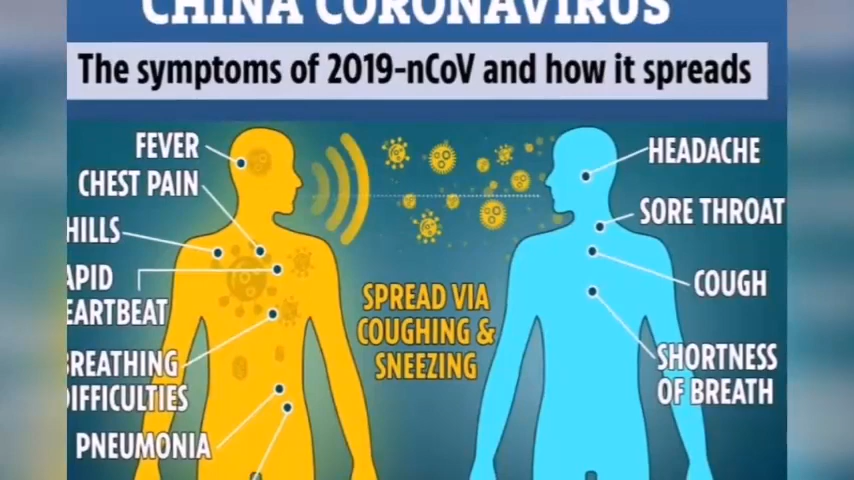 CHINA CORONAVIRUS
The symptoms of 2019-nCoV and how it spreads
FEVER
CHEST PAIN
HILLS
APID
EARTBEAT
BREATHING
DIFFICULTIES
PNEUMONIA
SPREAD VIA
COUGHING &
SNEEZING
HEADACHE
SORE THROAT
COUGH
SHORTNESS
OF BREATH